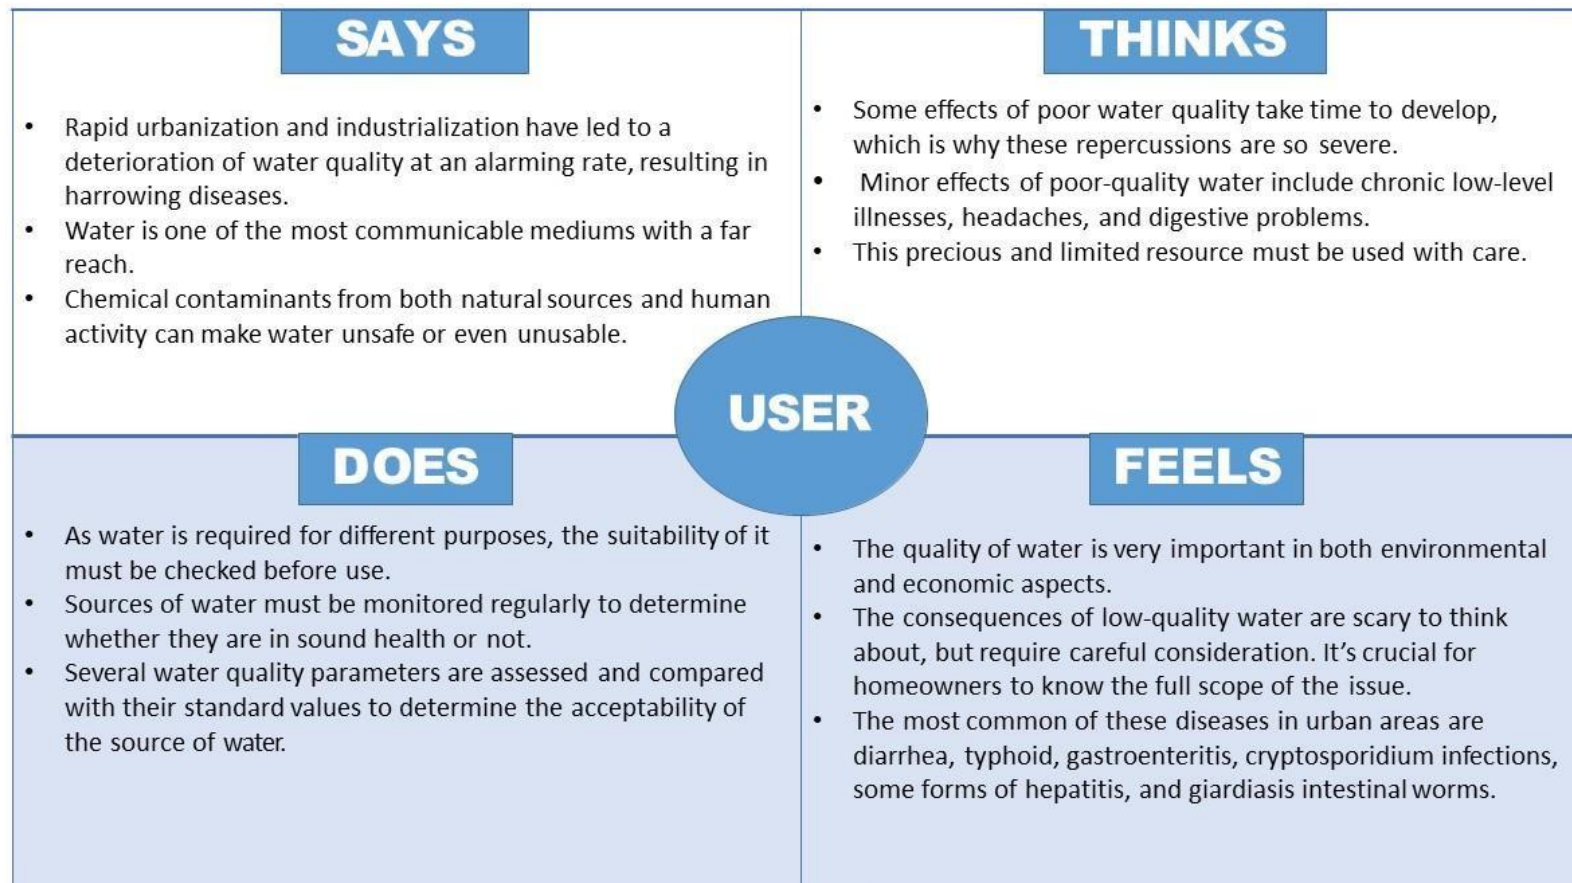 SAYS
• Rapid urbanization and industrialization have led to a
deterioration of water quality at an alarming rate, resulting in
harrowing diseases.
• Water is one of the most communicable mediums with a far
reach.
• Chemical contaminants from both natural sources and human
activity can make water unsafe or even unusable.
THINKS
• Some effects of poor water quality take time to develop,
which is why these repercussions are so severe.
• Minor effects of poor-quality water include chronic low-level
illnesses, headaches, and digestive problems.
• This precious and limited resource must be used with care.
USER
DOES
• As water is required for different purposes, the suitability of it
must be checked before use.
• Sources of water must be monitored regularly to determine
whether they are in sound health or not.
• Several water quality parameters are assessed and compared
with their standard values to determine the acceptability of
the source of water.
FEELS
• The quality of water is very important in both environmental
and economic aspects.
• The consequences of low-quality water are scary to think
about, but require careful consideration. It’s crucial for
homeowners to know the full scope of the issue.
• The most common of these diseases in urban areas are
diarrhea, typhoid, gastroenteritis, cryptosporidium infections,
some forms of hepatitis, and giardiasis intestinal worms.